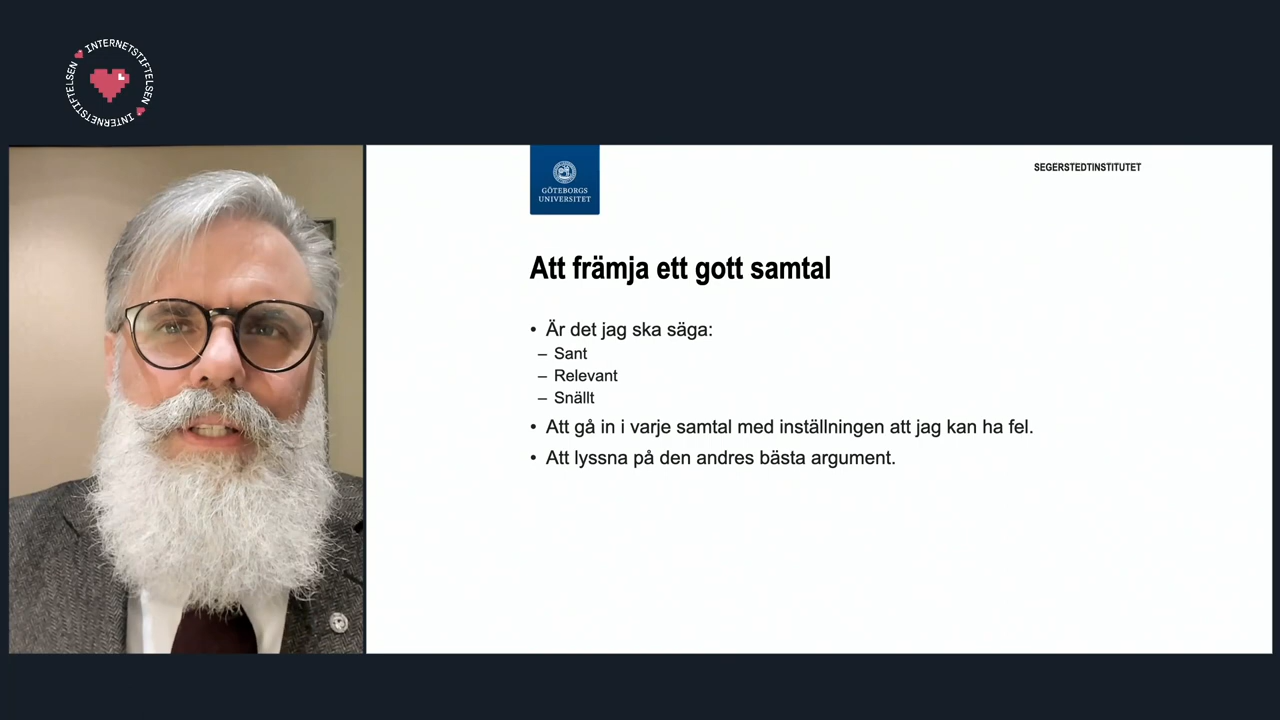 INTERNETSTIFTELSEN
INTERNETSTIFTELSEN
GÖTEBORGS
UNIVERSITET
SEGERSTEDTINSTITUTET
Att främja ett gott samtal
• Är det jag ska säga:
– Sant
– Relevant
– Snällt
• Att gå in i varje samtal med inställningen att jag kan ha fel.
• Att lyssna på den andres bästa argument.